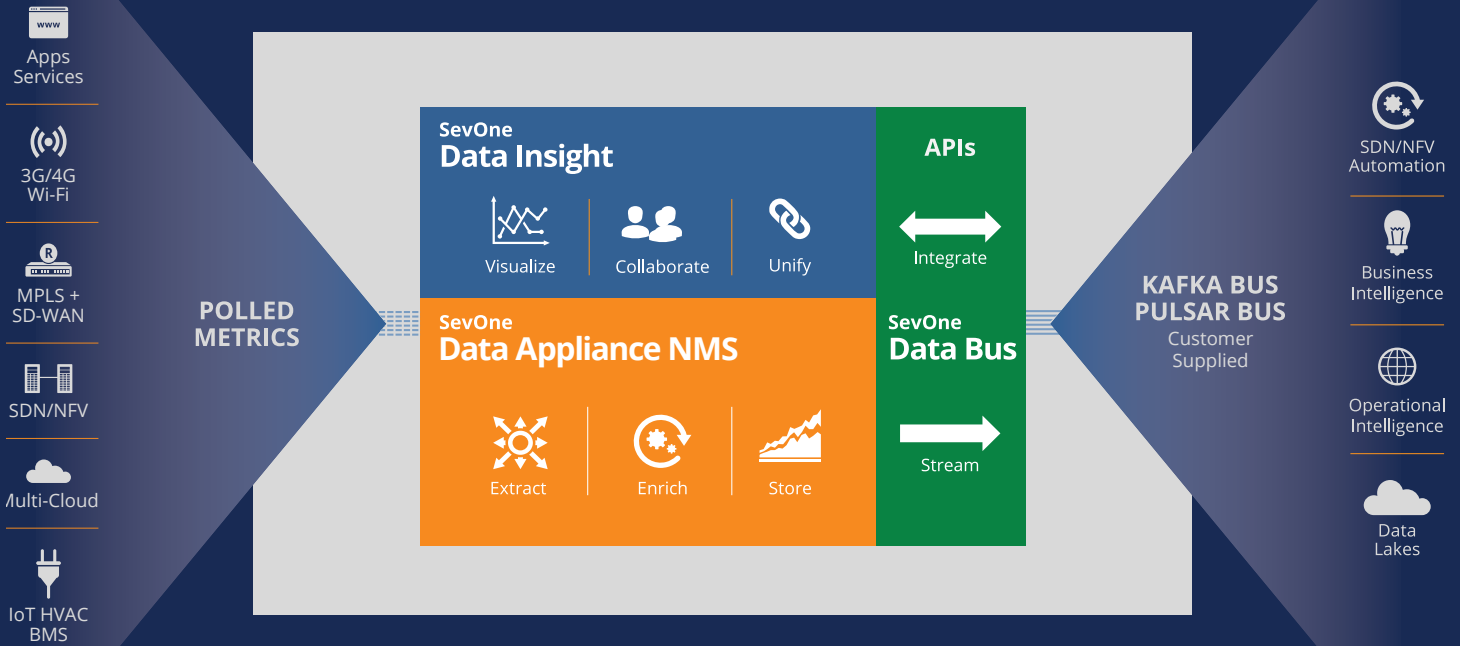 www
Apps
Services
3G/4G
Wi-Fi
R
MPLS +
SD-WAN
SDN/NFV
Multi-Cloud
IoT HVAC
BMS
POLLED
METRICS
SevOne
Data Insight
Visualize
Collaborate
Unify
SevOne
Data Appliance NMS
Extract
Enrich
Store
APIs
Integrate
SevOne
Data Bus
Stream
KAFKA BUS
PULSAR BUS
Customer
Supplied
SDN/NFV
Automation
Business
Intelligence
Operational
Intelligence
Data
Lakes